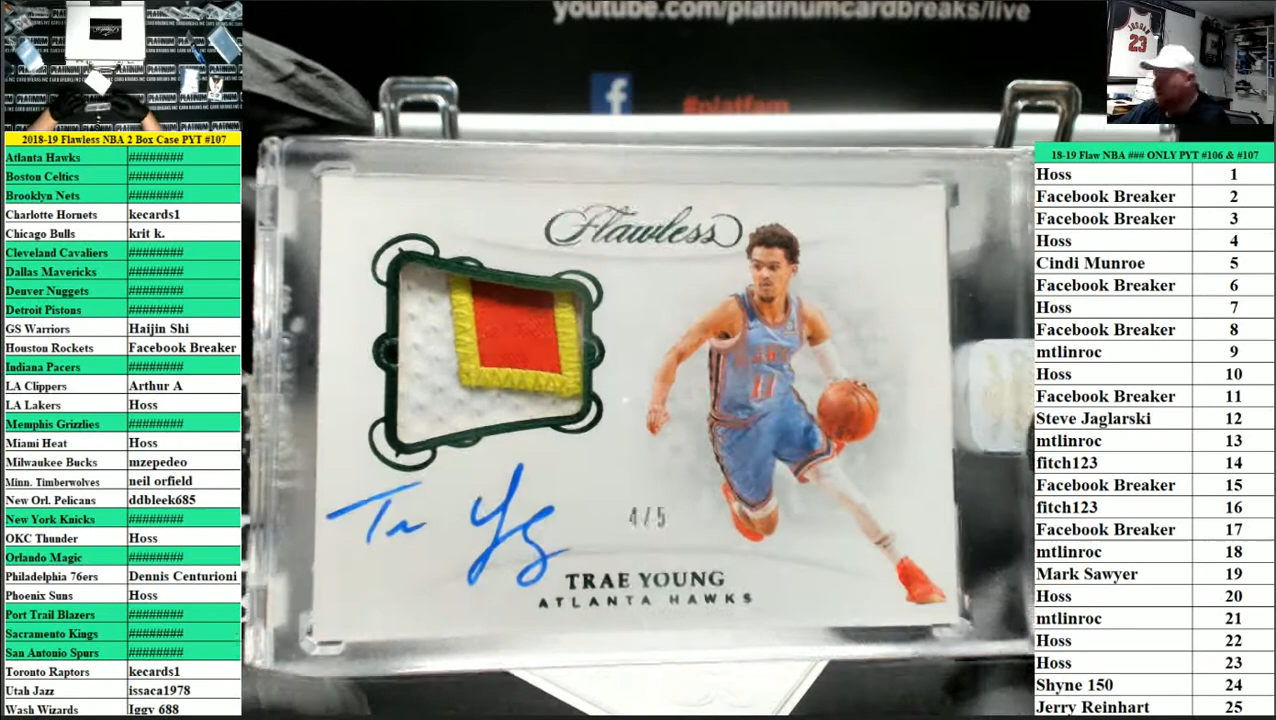 youtube.com/platinumcardbreaks/live
#platfam
JORDAN
23
2018-19 Flawless NBA 2 Box Case PYT #107
Atlanta Hawks ########
Boston Celtics ########
Brooklyn Nets ########
Charlotte Hornets kecards1
Chicago Bulls krit k.
Cleveland Cavaliers ########
Dallas Mavericks ########
Denver Nuggets ########
Detroit Pistons ########
GS Warriors Haijin Shi
Houston Rockets Facebook Breaker
Indiana Pacers ########
LA Clippers Arthur A
LA Lakers Hoss
Memphis Grizzlies ########
Miami Heat Hoss
Milwaukee Bucks mzepedeo
Minn. Timberwolves neil orfield
New Orl. Pelicans ddbleek685
New York Knicks ########
OKC Thunder Hoss
Orlando Magic ########
Philadelphia 76ers Dennis Centurioni
Phoenix Suns Hoss
Port Trail Blazers ########
Sacramento Kings ########
San Antonio Spurs ########
Toronto Raptors kecards1
Utah Jazz issaca1978
Wash Wizards Iggy 688
Flawless
11
Tr Yg
4/5
TRAE YOUNG
ATLANTA HAWKS
18-19 Flaw NBA ### ONLY PYT #106 & #107
Hoss 1
Facebook Breaker 2
Facebook Breaker 3
Hoss 4
Cindi Munroe 5
Facebook Breaker 6
Hoss 7
Facebook Breaker 8
mtlinroc 9
Hoss 10
Facebook Breaker 11
Steve Jaglarski 12
mtlinroc 13
fitch123 14
Facebook Breaker 15
fitch123 16
Facebook Breaker 17
mtlinroc 18
Mark Sawyer 19
Hoss 20
mtlinroc 21
Hoss 22
Hoss 23
Shyne 150 24
Jerry Reinhart 25